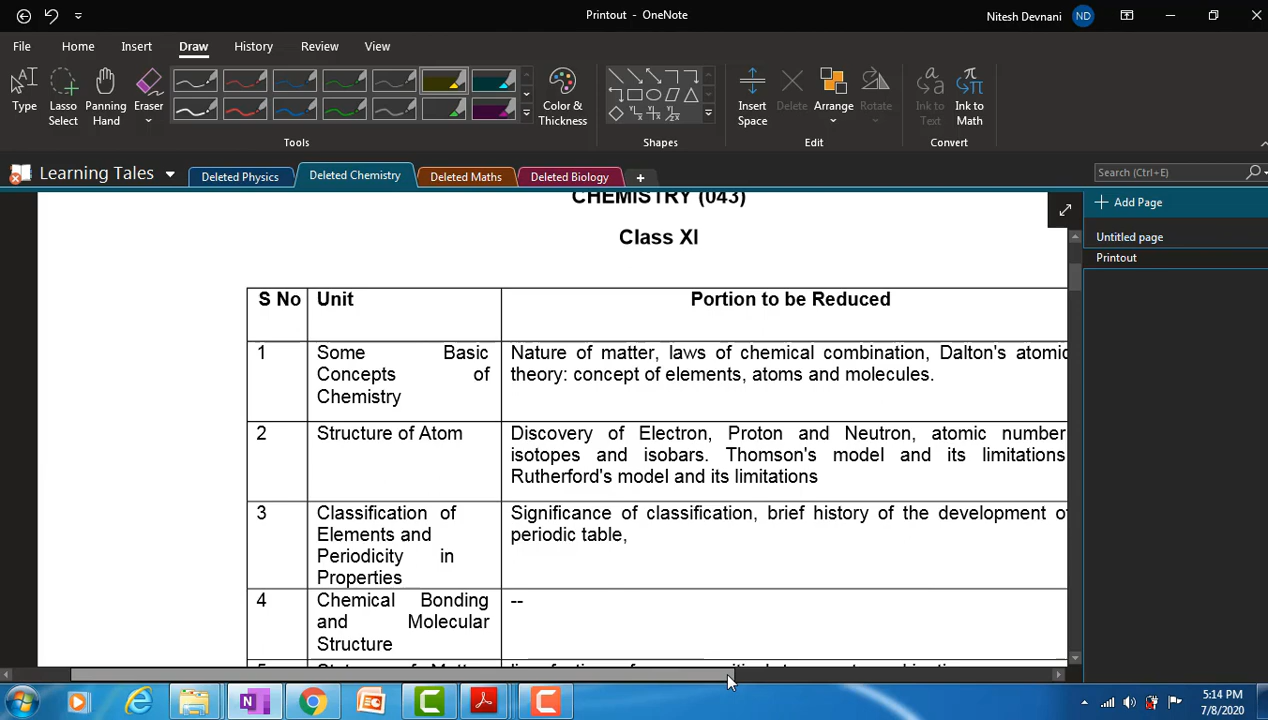 Printout - OneNote
Nitesh Devnani
ND
File
Home
Insert
Draw
History
Review
View
Type
Lasso
Select
Panning
Hand
Eraser
Color &
Thickness
Insert
Space
Delete
Arrange
Rotate
Ink to
Text
Ink to
Math
Tools
Shapes
Edit
Convert
Learning Tales
Deleted Physics
Deleted Chemistry
Deleted Maths
Deleted Biology
Search (Ctrl+E)
Add Page
Untitled page
Printout
CHEMISTRY (043)
Class XI
S No
Unit
Portion to be Reduced
1
Some Basic
Concepts of
Chemistry
Nature of matter, laws of chemical combination, Dalton's atomic
theory: concept of elements, atoms and molecules.
2
Structure of Atom
Discovery of Electron, Proton and Neutron, atomic number
isotopes and isobars. Thomson's model and its limitations.
Rutherford's model and its limitations
3
Classification of
Elements and
Periodicity in
Properties
Significance of classification, brief history of the development of
periodic table,
4
Chemical Bonding
and Molecular
Structure
--
5:14 PM
7/8/2020